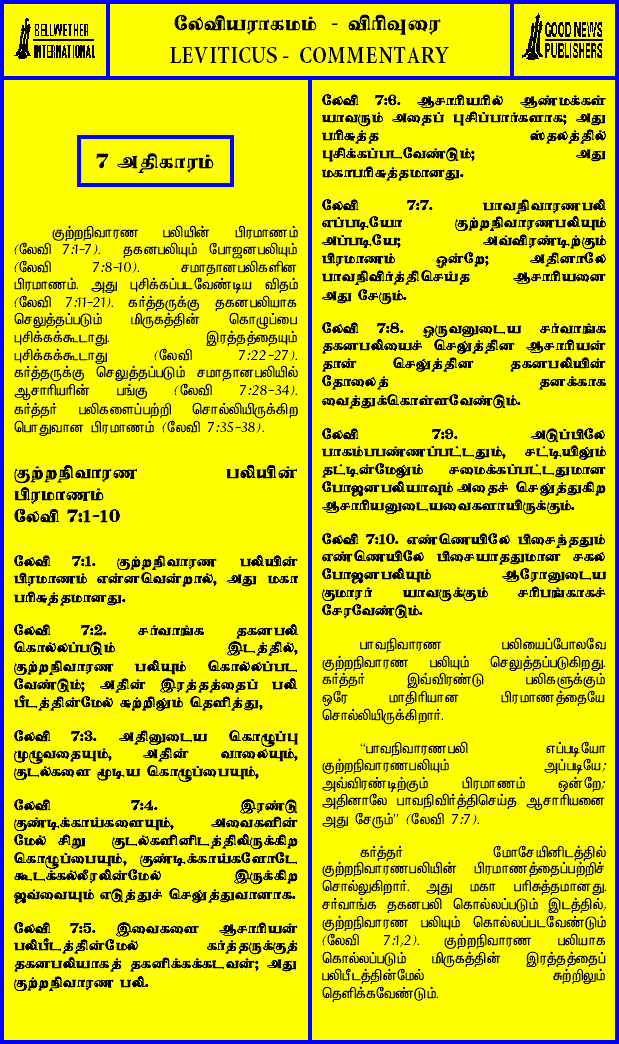 BELLWETHER
INTERNATIONAL
லேவியராகமம் - விரிவுரை
LEVITICUS - COMMENTARY
GOOD NEWS
PUBLISHERS
7 அதிகாரம்
குற்றநிவாரண பலியின் பிரமாணம்
(லேவி 7:1-7). தகனபலியும் போஜனபலியும்
(லேவி 7:8-10). சமாதானபலிகளின
பிரமாணம். அது புசிக்கப்படவேண்டிய விதம்
(லேவி 7:11-21). கர்த்தருக்கு தகனபலியாக
செலுத்தப்படும் மிருகத்தின் கொழுப்பை
புசிக்கக்கூடாது. இரத்தத்தையும்
புசிக்கக்கூடாது (லேவி 7:22-27).
கர்த்தருக்கு செலுத்தப்படும் சமாதானபலியில்
ஆசாரியரின் பங்கு (லேவி 7:28-34).
கர்த்தர் பலிகளைப்பற்றி சொல்லியிருக்கிற
பொதுவான பிரமாணம் (லேவி 7:35-38).
குற்றநிவாரண பலியின்
பிரமாணம்
லேவி 7:1-10
லேவி 7:1. குற்றநிவாரண பலியின்
பிரமாணம் என்னவென்றால், அது மகா
பரிசுத்தமானது.
லேவி 7:2. சர்வாங்க தகனபலி
கொல்லப்படும் இடத்தில்,
குற்றநிவாரண பலியும் கொல்லப்பட
வேண்டும்; அதின் இரத்தத்தைப் பலி
பீடத்தின்மேல் சுற்றிலும் தெளித்து,
லேவி 7:3. அதினுடைய கொழுப்பு
முழுவதையும், அதின் வாலையும்,
குடல்களை மூடிய கொழுப்பையும்,
லேவி 7:4. இரண்டு
குண்டிக்காய்களையும், அவைகளின்
மேல் சிறு குடல்களினிடத்திலிருக்கிற
கொழுப்பையும், குண்டிக்காய்களோடே
கூடக்கல்லீரலின்மேல் இருக்கிற
ஜவ்வையும் எடுத்துச் செலுத்துவானாக.
லேவி 7:5. இவைகளை ஆசாரியன்
பலிபீடத்தின்மேல் கர்த்தருக்குத்
தகனபலியாகத் தகனிக்கக்கடவன்; அது
குற்றநிவாரண பலி.
லேவி 7:6. ஆசாரியரில் ஆண்மக்கள்
யாவரும் அதைப் புசிப்பார்களாக; அது
பரிசுத்த ஸ்தலத்தில்
புசிக்கப்படவேண்டும்; அது
மகாபரிசுத்தமானது.
லேவி 7:7. பாவநிவாரணபலி
எப்படியோ குற்றநிவாரணபலியும்
அப்படியே; அவ்விரண்டிற்கும்
பிரமாணம் ஒன்றே; அதினாலே
பாவநிவிர்த்திசெய்த ஆசாரியனை
அது சேரும்.
லேவி 7:8. ஒருவனுடைய சர்வாங்க
தகனபலியைச் செலுத்தின ஆசாரியன்
தான் செலுத்தின தகனபலியின்
தோலைத் தனக்காக
வைத்துக்கொள்ளவேண்டும்.
லேவி 7:9. அடுப்பிலே
பாகம்பண்ணப்பட்டதும், சட்டியிலும்
தட்டின்மேலும் சமைக்கப்பட்டதுமான
போஜனபலியாவும் அதைச் செலுத்துகிற
ஆசாரியனுடையவைகளாயிருக்கும்.
லேவி 7:10. எண்ணெயிலே பிசைந்ததும்
எண்ணெயிலே பிசையாததுமான சகல
போஜனபலியும் ஆரோனுடைய
குமாரர் யாவருக்கும் சரிபங்காகச்
சேரவேண்டும்.
பாவநிவாரண பலியைப்போலவே
குற்றநிவாரண பலியும் செலுத்தப்படுகிறது.
கர்த்தர் இவ்விரண்டு பலிகளுக்கும்
ஒரே மாதிரியான பிரமாணத்தையே
சொல்லியிருக்கிறார்.
“பாவநிவாரணபலி எப்படியோ
குற்றநிவாரணபலியும் அப்படியே;
அவ்விரண்டிற்கும் பிரமாணம் ஒன்றே;
அதினாலே பாவநிவிர்த்திசெய்த ஆசாரியனை
அது சேரும்” (லேவி 7:7).
கர்த்தர் மோசேயினிடத்தில்
குற்றநிவாரணபலியின் பிரமாணத்தைப்பற்றிச்
சொல்லுகிறார். அது மகா பரிசுத்தமானது.
சர்வாங்க தகனபலி கொல்லப்படும் இடத்தில்,
குற்றநிவாரண பலியும் கொல்லப்படவேண்டும்
(லேவி 7:1,2). குற்றநிவாரண பலியாக
கொல்லப்படும் மிருகத்தின் இரத்தத்தைப்
பலிபீடத்தின்மேல் சுற்றிலும்
தெளிக்கவேண்டும்.